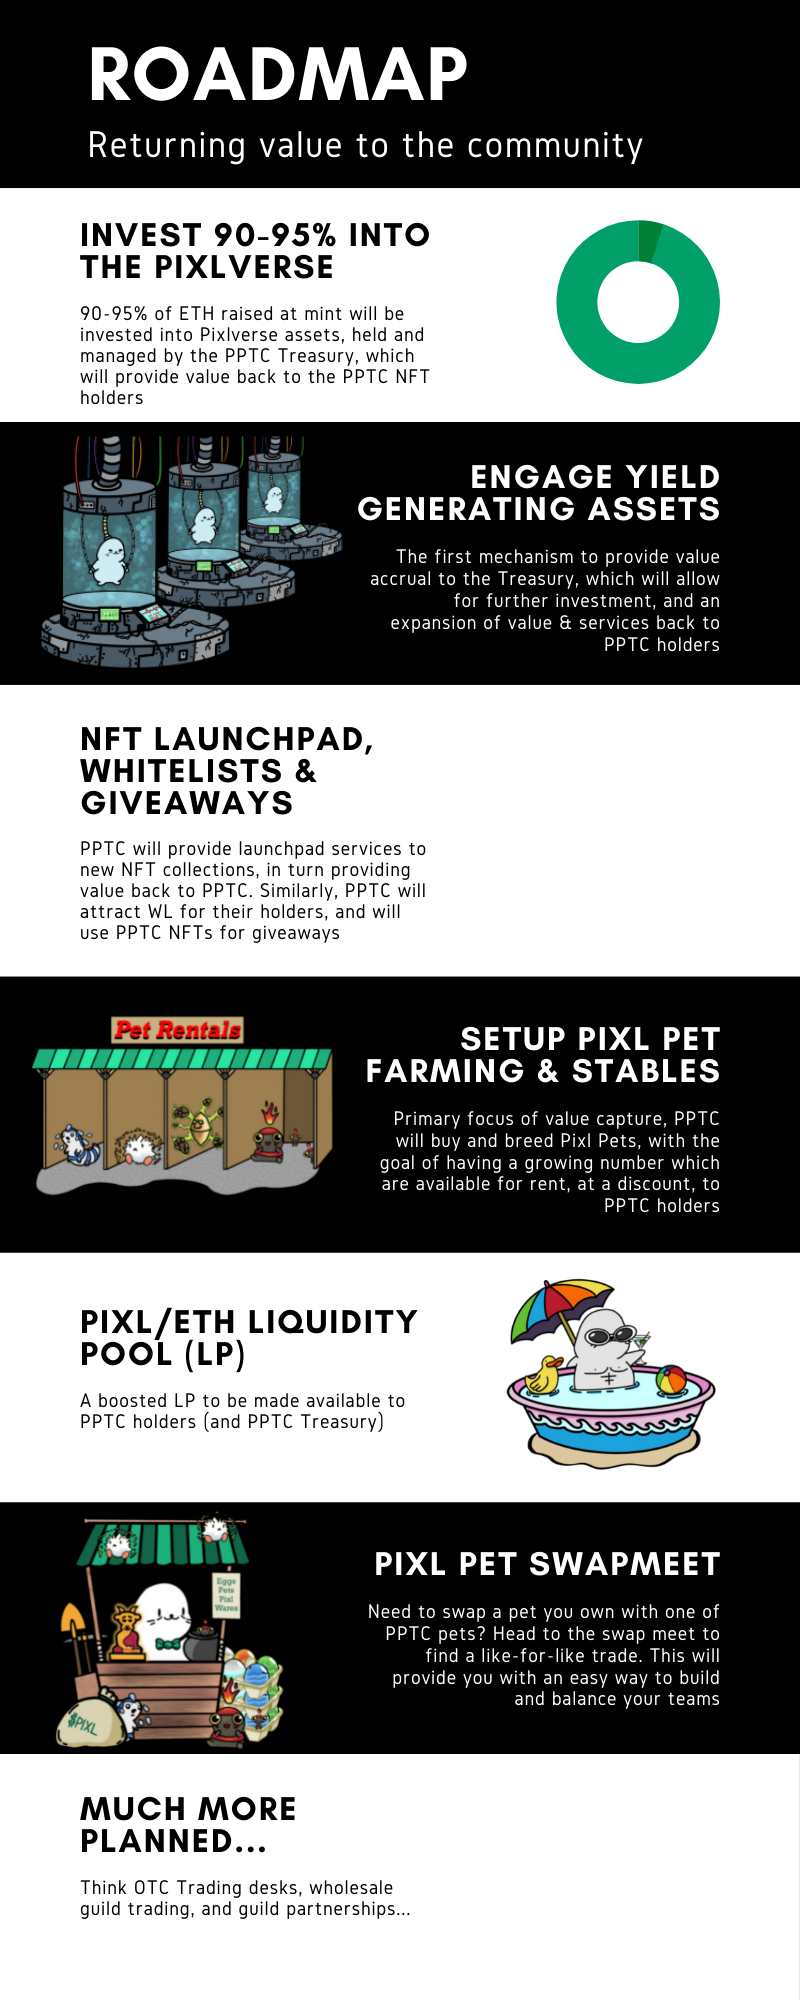 ROADMAP
Returning value to the community
INVEST 90-95% INTO
THE PIXLVERSE
90-95% of ETH raised at mint will be
invested into Pixlverse assets, held and
managed by the PPTC Treasury, which
will provide value back to the PPTC NFT
holders
ENGAGE YIELD
GENERATING ASSETS
The first mechanism to provide value
accrual to the Treasury, which will allow
for further investment, and an
expansion of value & services back to
PPTC holders
NFT LAUNCHPAD,
WHITELISTS &
GIVEAWAYS
PPTC will provide launchpad services to
new NFT collections, in turn providing
value back to PPTC. Similarly, PPTC will
attract WL for their holders, and will
use PPTC NFTs for giveaways
Pet Rentals
SETUP PIXL PET
FARMING & STABLES
Primary focus of value capture, PPTC
will buy and breed Pixl Pets, with the
goal of having a growing number which
are available for rent, at a discount, to
PPTC holders
PIXL/ETH LIQUIDITY
POOL (LP)
A boosted LP to be made available to
PPTC holders (and PPTC Treasury)
Eggs
Pets
Pixl
Wares
$PIXL
PIXL PET SWAPMEET
Need to swap a pet you own with one of
PPTC pets? Head to the swap meet to
find a like-for-like trade. This will
provide you with an easy way to build
and balance your teams
MUCH MORE
PLANNED...
Think OTC Trading desks, wholesale
guild trading, and guild partnerships...